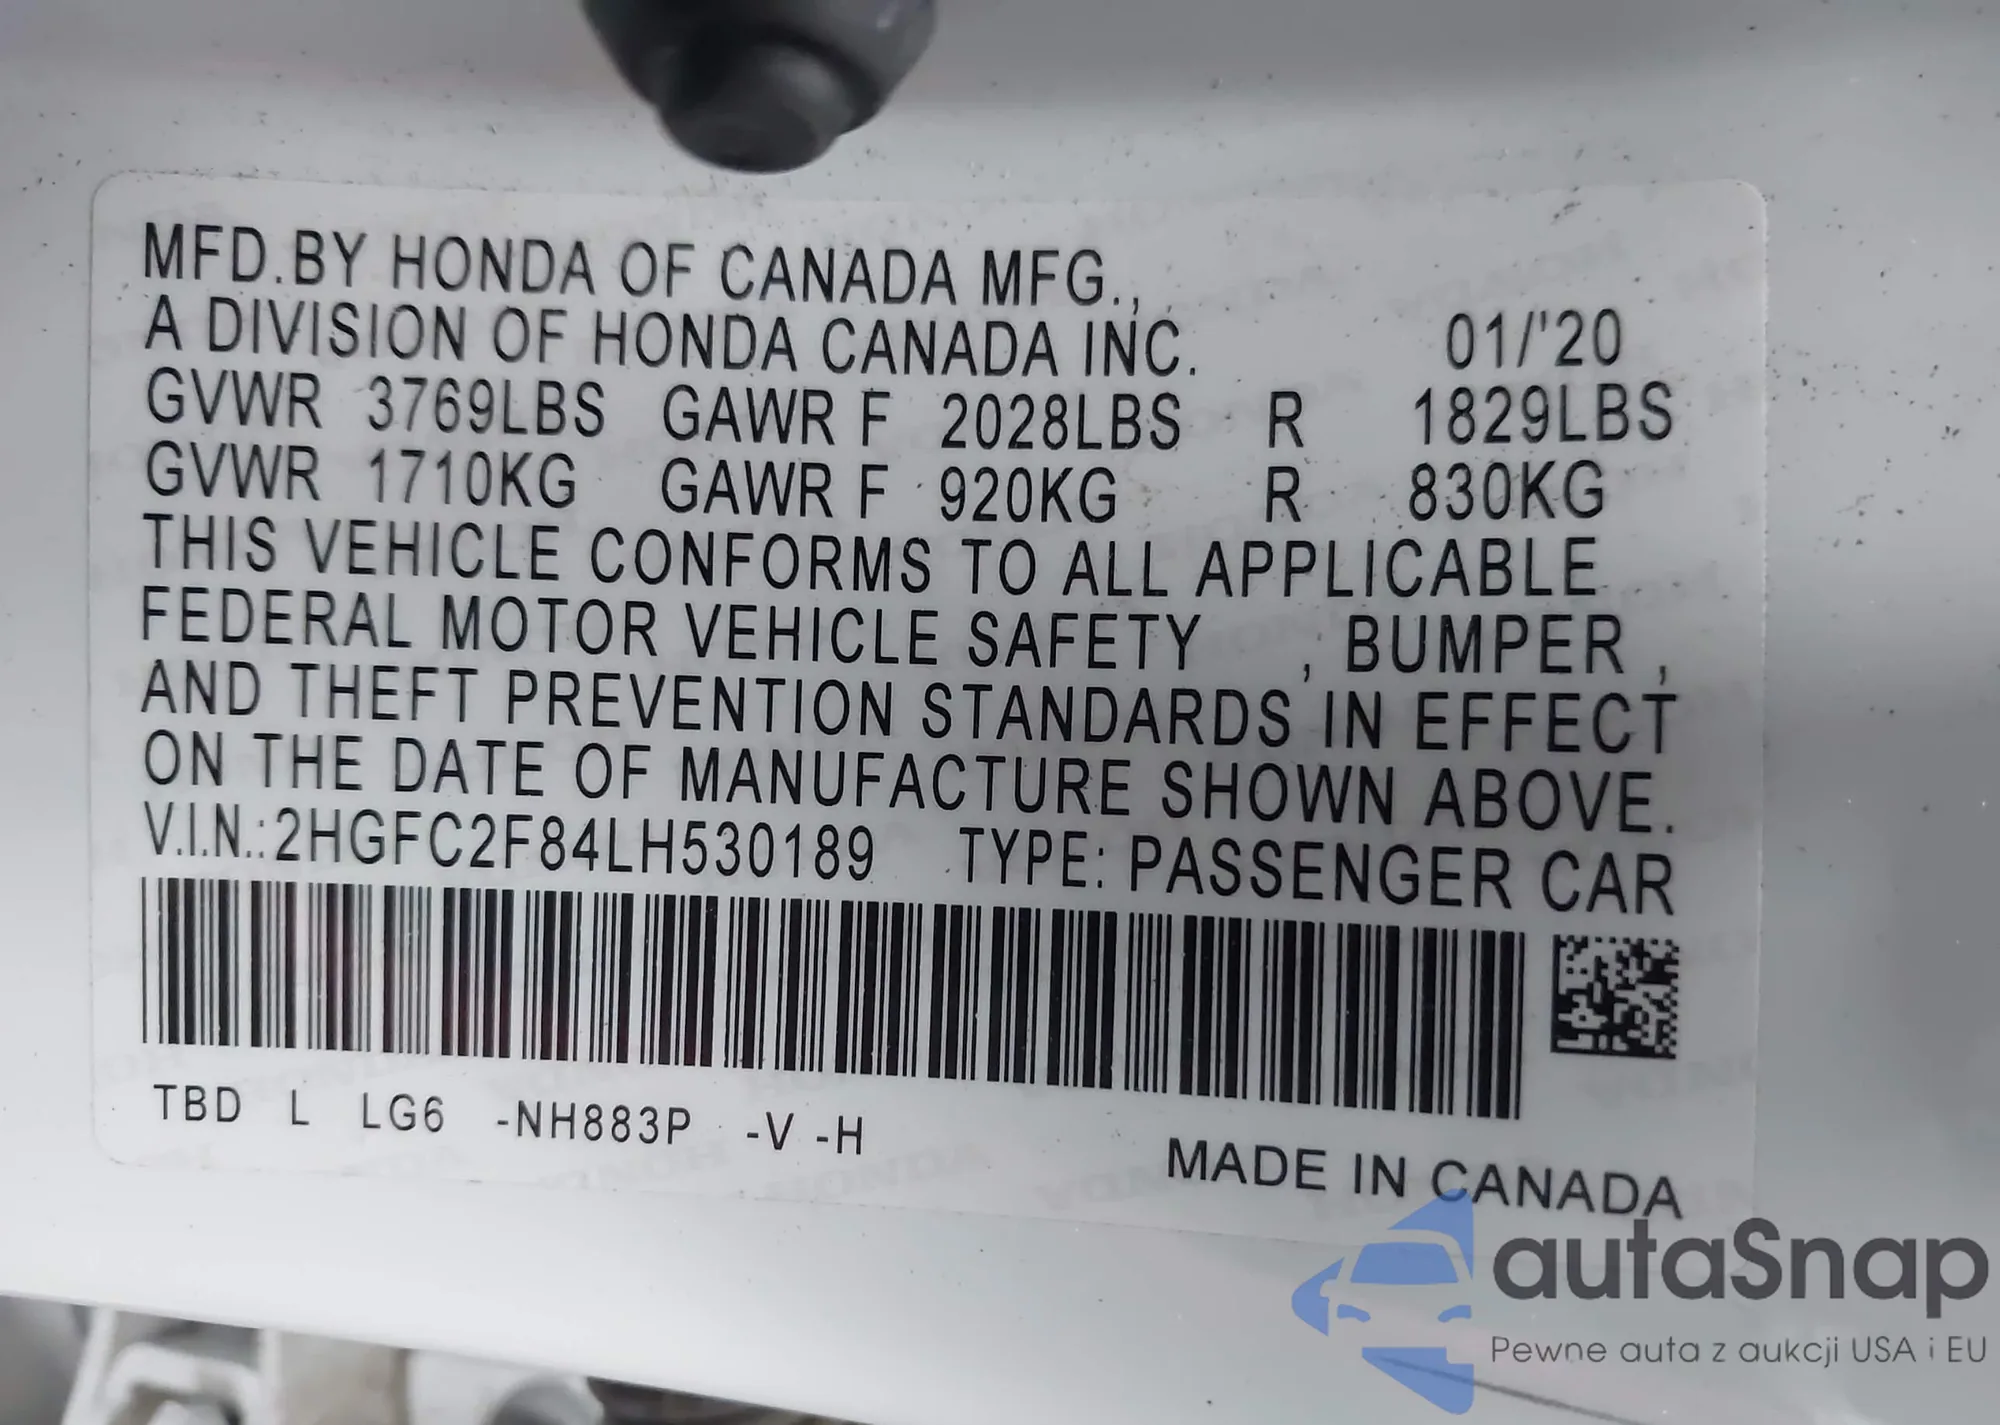 MFD.BY HONDA OF CANADA MFG.,
A DIVISION OF HONDA CANADA INC. 01/'20
GVWR 3769LBS GAWR F 2028LBS R 1829LBS
GVWR 1710KG GAWR F 920KG R 830KG
THIS VEHICLE CONFORMS TO ALL APPLICABLE
FEDERAL MOTOR VEHICLE SAFETY , BUMPER ,
AND THEFT PREVENTION STANDARDS IN EFFECT
ON THE DATE OF MANUFACTURE SHOWN ABOVE.
V.I.N.:2HGFC2F84LH530189 TYPE: PASSENGER CAR
TBD L LG6 -NH883P -V -H
MADE IN CANADA
autaSnap
Pewne auta z aukcji USA i EU